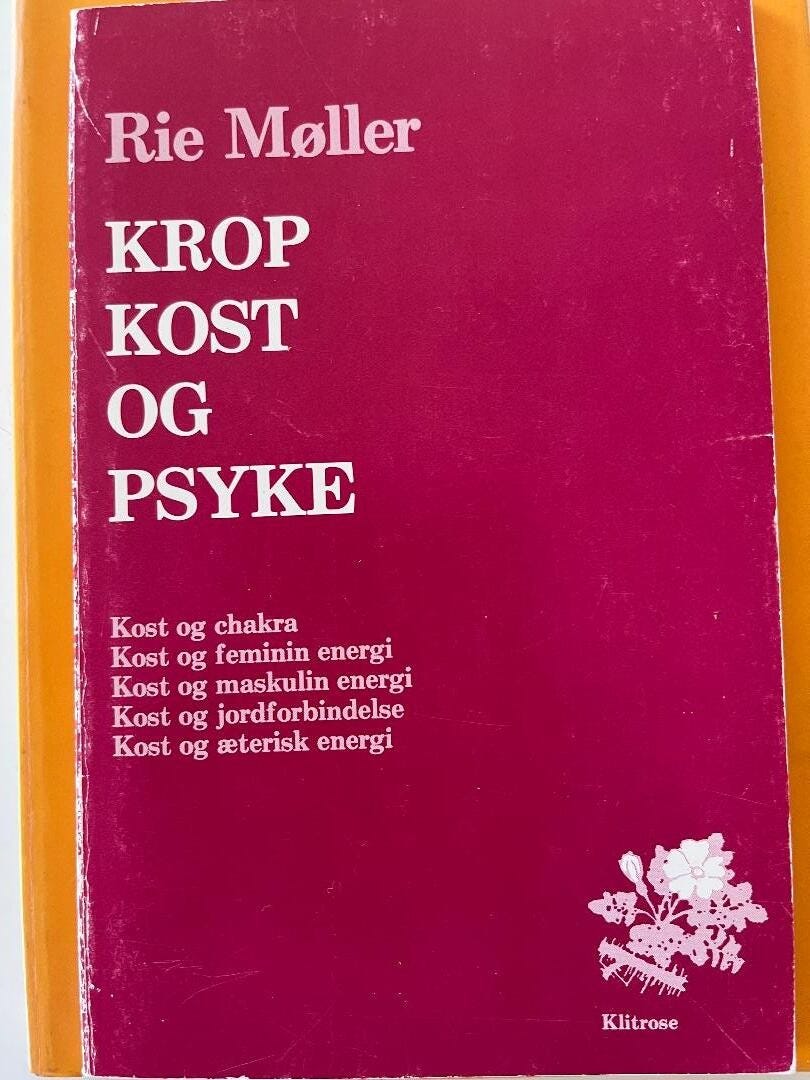 Rie Møller
KROP
KOST
OG
PSYKE
Kost og chakra
Kost og feminin energi
Kost og maskulin energi
Kost og jordforbindelse
Kost og æterisk energi
Klitrose